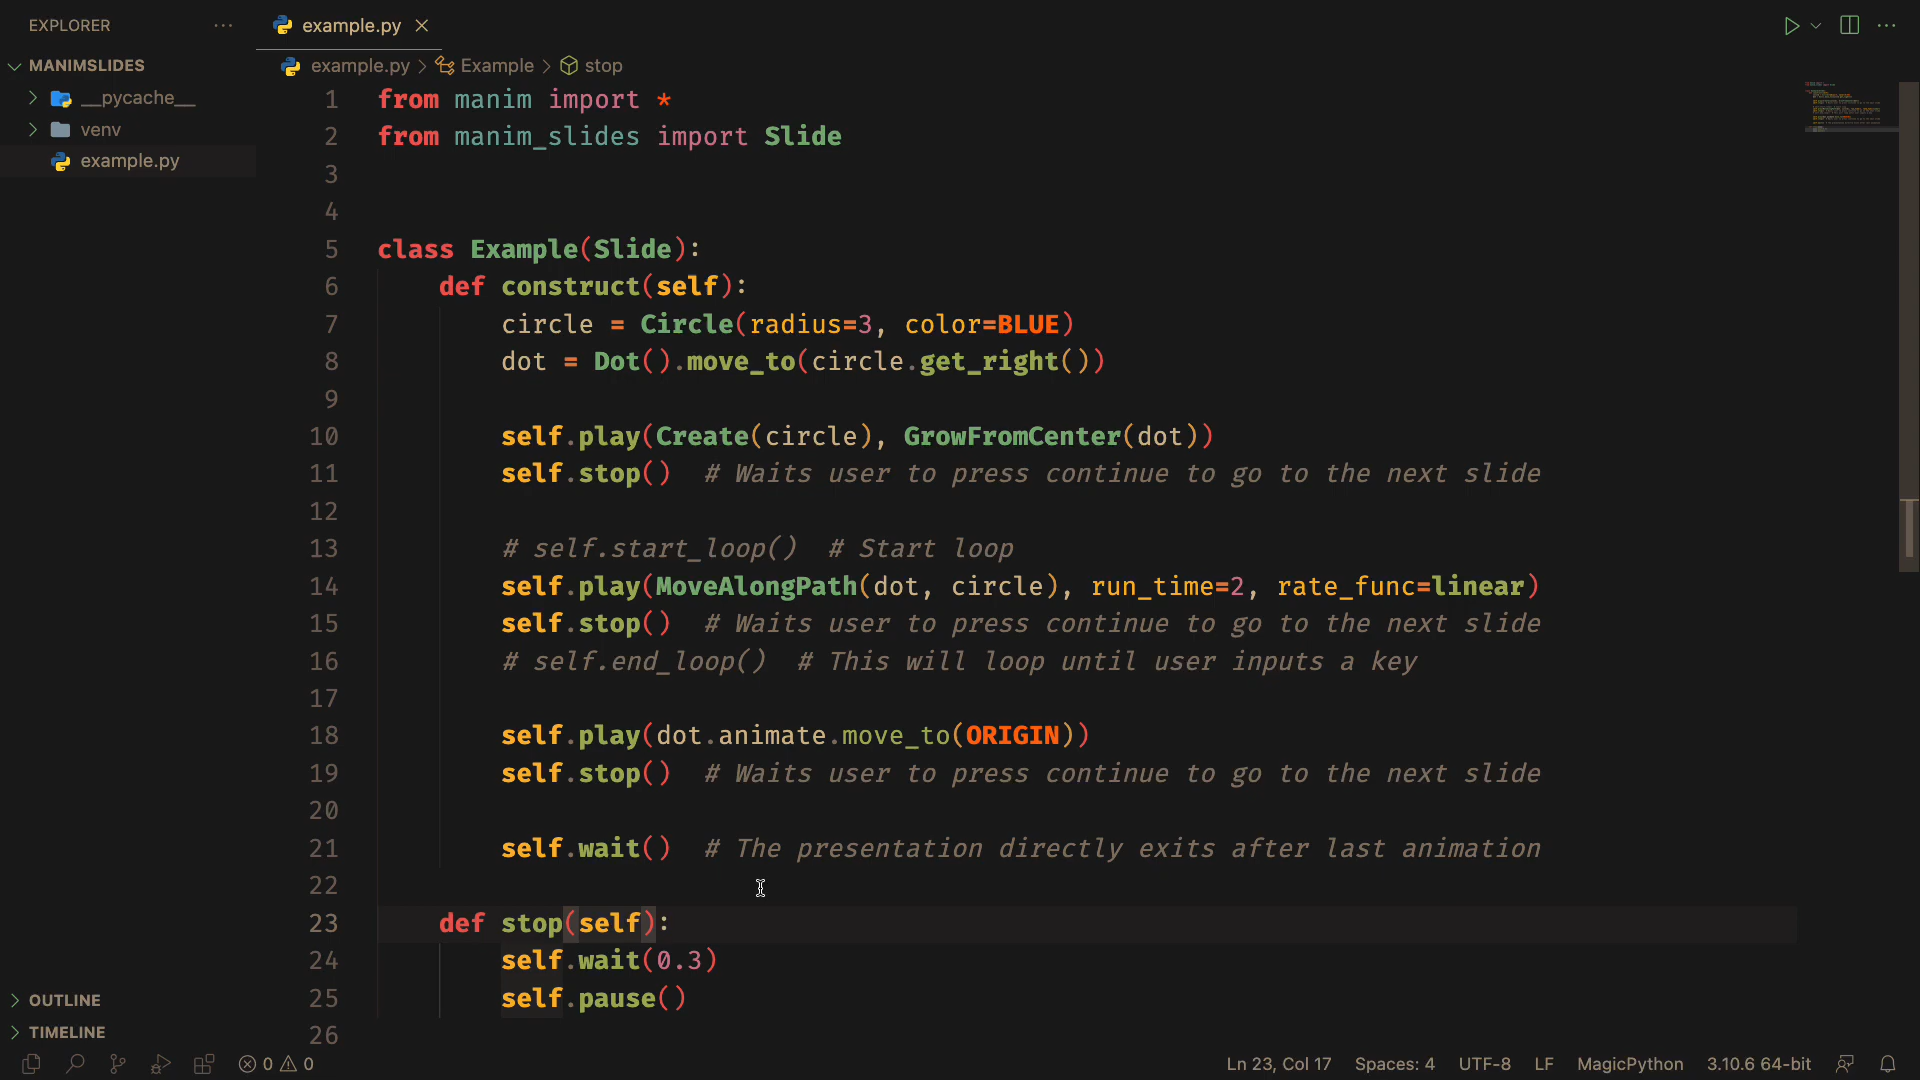 EXPLORER
example.py
MANIMSLIDES
example.py > Example > stop
__pycache__
venv
example.py
1 from manim import *
2 from manim_slides import Slide
3
4
5 class Example(Slide):
6 def construct(self):
7 circle = Circle(radius=3, color=BLUE)
8 dot = Dot().move_to(circle.get_right())
9
10 self.play(Create(circle), GrowFromCenter(dot))
11 self.stop()  # Waits user to press continue to go to the next slide
12
13 # self.start_loop()  # Start loop
14 self.play(MoveAlongPath(dot, circle), run_time=2, rate_func=linear)
15 self.stop()  # Waits user to press continue to go to the next slide
16 # self.end_loop()  # This will loop until user inputs a key
17
18 self.play(dot.animate.move_to(ORIGIN))
19 self.stop()  # Waits user to press continue to go to the next slide
20
21 self.wait()  # The presentation directly exits after last animation
22
23 def stop(self):
24 self.wait(0.3)
25 self.pause()
26
OUTLINE
TIMELINE
0 0 Ln 23, Col 17 Spaces: 4 UTF-8 LF MagicPython 3.10.6 64-bit